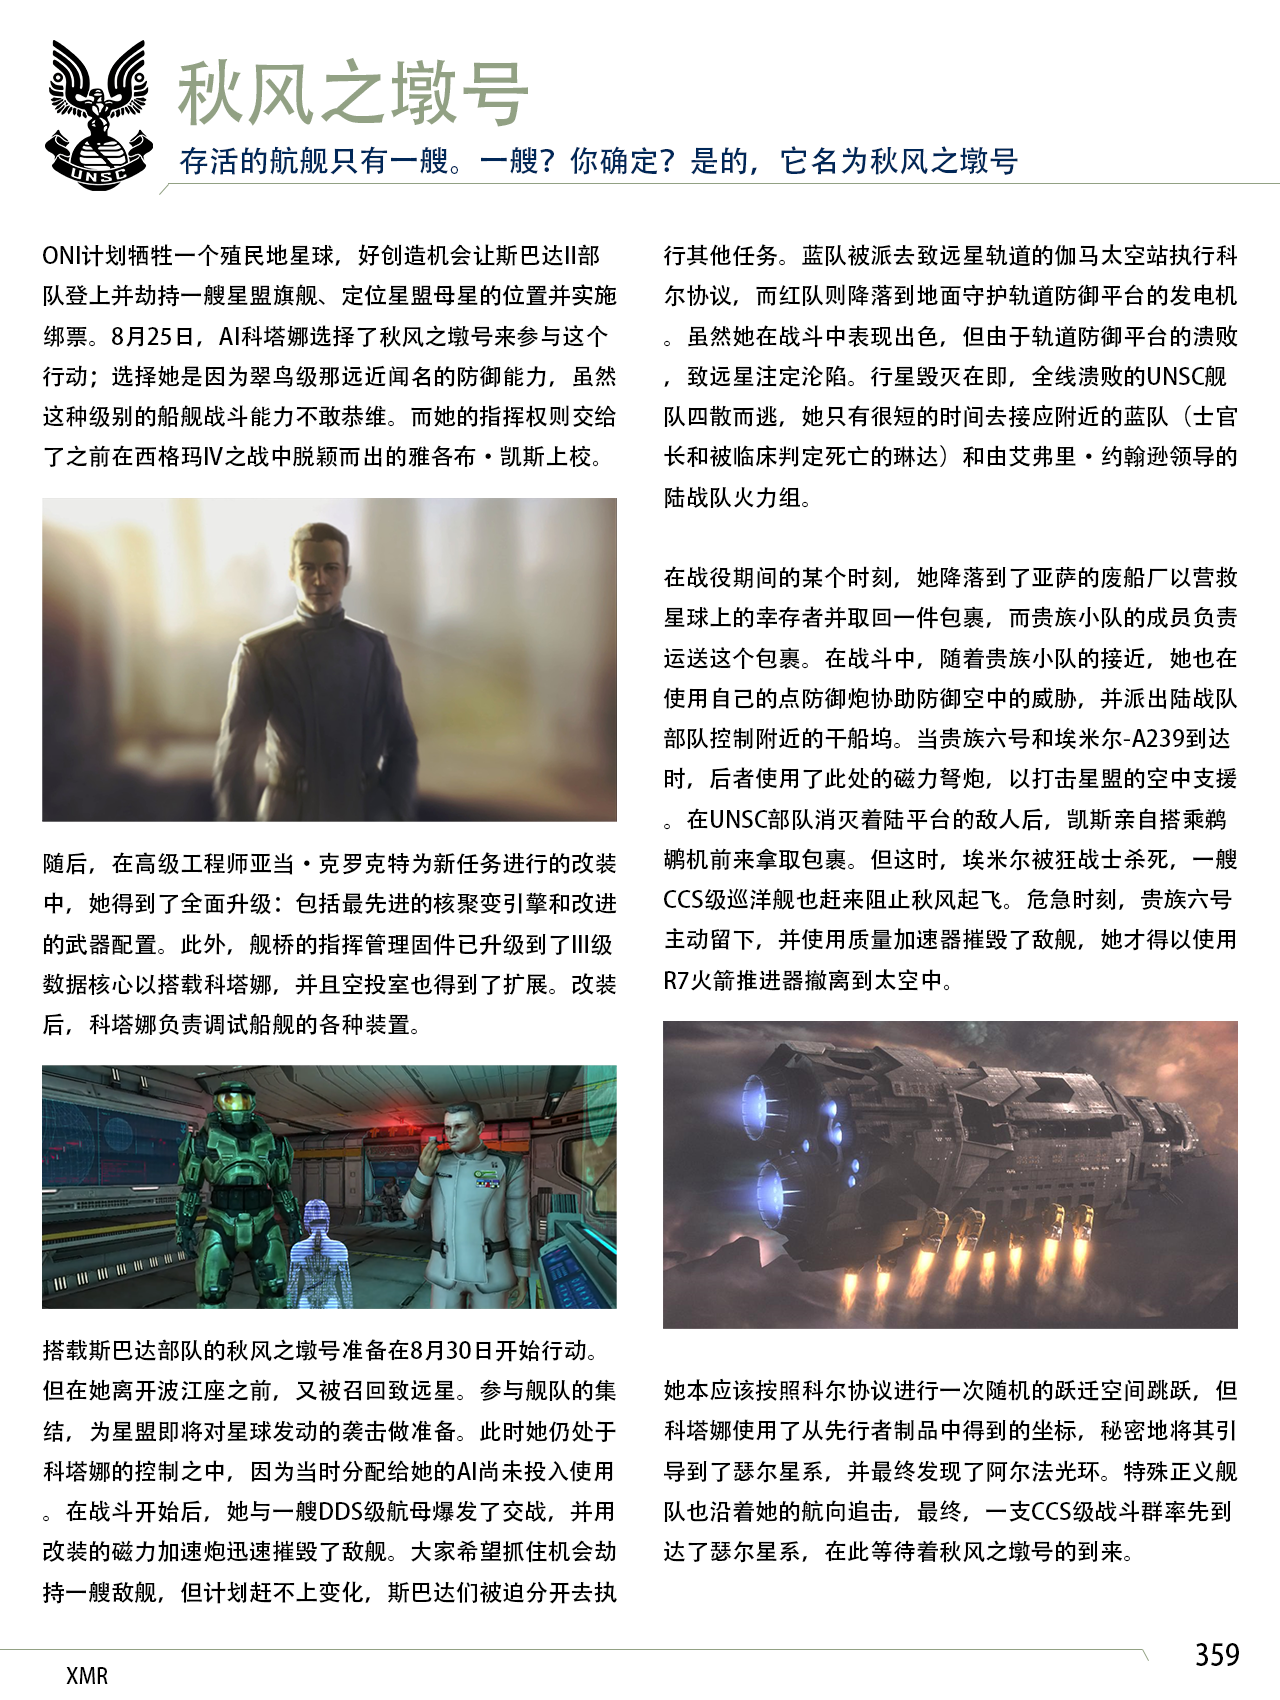 UNSC
秋风之墩号
存活的航舰只有一艘。一艘？你确定？是的，它名为秋风之墩号
ONI计划牺牲一个殖民地星球，好创造机会让斯巴达II部
队登上并劫持一艘星盟旗舰、定位星盟母星的位置并实施
绑票。8月25日，AI科塔娜选择了秋风之墩号来参与这个
行动；选择她是因为翠鸟级那远近闻名的防御能力，虽然
这种级别的船舰战斗能力不敢恭维。而她的指挥权则交给
了之前在西格玛IV之战中脱颖而出的雅各布·凯斯上校。
随后，在高级工程师亚当·克罗克特为新任务进行的改装
中，她得到了全面升级：包括最先进的核聚变引擎和改进
的武器配置。此外，舰桥的指挥管理固件已升级到了III级
数据核心以搭载科塔娜，并且空投室也得到了扩展。改装
后，科塔娜负责调试船舰的各种装置。
搭载斯巴达部队的秋风之墩号准备在8月30日开始行动。
但在她离开波江座之前，又被召回致远星。参与舰队的集
结，为星盟即将对星球发动的袭击做准备。此时她仍处于
科塔娜的控制之中，因为当时分配给她的AI尚未投入使用
。在战斗开始后，她与一艘DDS级航母爆发了交战，并用
改装的磁力加速炮迅速摧毁了敌舰。大家希望抓住机会劫
持一艘敌舰，但计划赶不上变化，斯巴达们被迫分开去执
行其他任务。蓝队被派去致远星轨道的伽马太空站执行科
尔协议，而红队则降落到地面守护轨道防御平台的发电机
。虽然她在战斗中表现出色，但由于轨道防御平台的溃败
，致远星注定沦陷。行星毁灭在即，全线溃败的UNSC舰
队四散而逃，她只有很短的时间去接应附近的蓝队（士官
长和被临床判定死亡的琳达）和由艾弗里·约翰逊领导的
陆战队火力组。
在战役期间的某个时刻，她降落到了亚萨的废船厂以营救
星球上的幸存者并取回一件包裹，而贵族小队的成员负责
运送这个包裹。在战斗中，随着贵族小队的接近，她也在
使用自己的点防御炮协助防御空中的威胁，并派出陆战队
部队控制附近的干船坞。当贵族六号和埃米尔-A239到达
时，后者使用了此处的磁力弩炮，以打击星盟的空中支援
。在UNSC部队消灭着陆平台的敌人后，凯斯亲自搭乘鹈
鹕机前来拿取包裹。但这时，埃米尔被狂战士杀死，一艘
CCS级巡洋舰也赶来阻止秋风起飞。危急时刻，贵族六号
主动留下，并使用质量加速器摧毁了敌舰，她才得以使用
R7火箭推进器撤离到太空中。
她本应该按照科尔协议进行一次随机的跃迁空间跳跃，但
科塔娜使用了从先行者制品中得到的坐标，秘密地将其引
导到了瑟尔星系，并最终发现了阿尔法光环。特殊正义舰
队也沿着她的航向追击，最终，一支CCS级战斗群率先到
达了瑟尔星系，在此等待着秋风之墩号的到来。
359
XMR